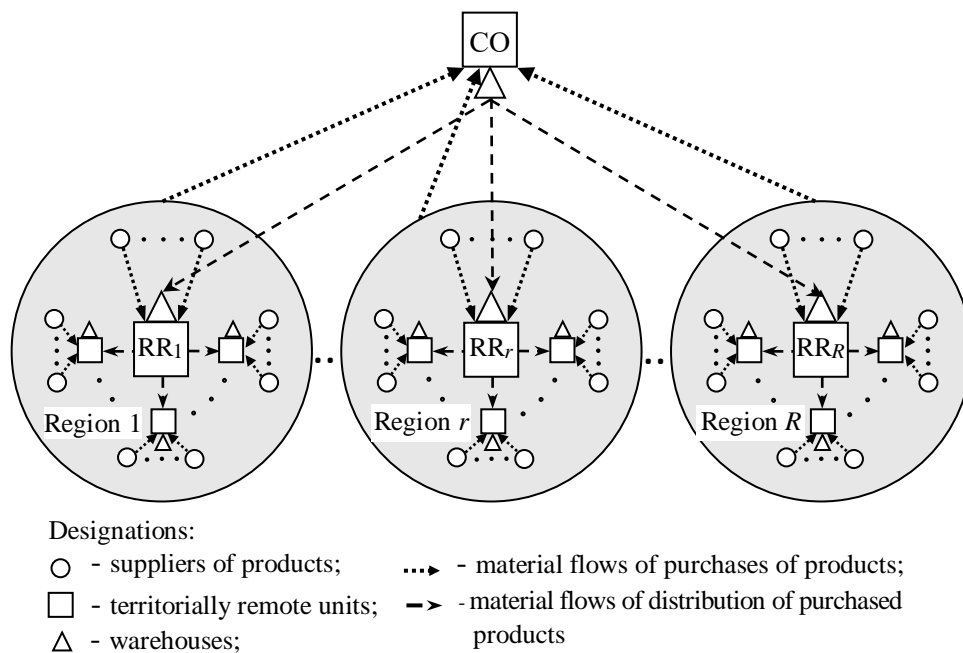 CO
RR1
RRr
RRR
Region 1
Region r
Region R
Designations:
- suppliers of products;
- territorially remote units;
- warehouses;
- material flows of purchases of products;
- material flows of distribution of purchased
products